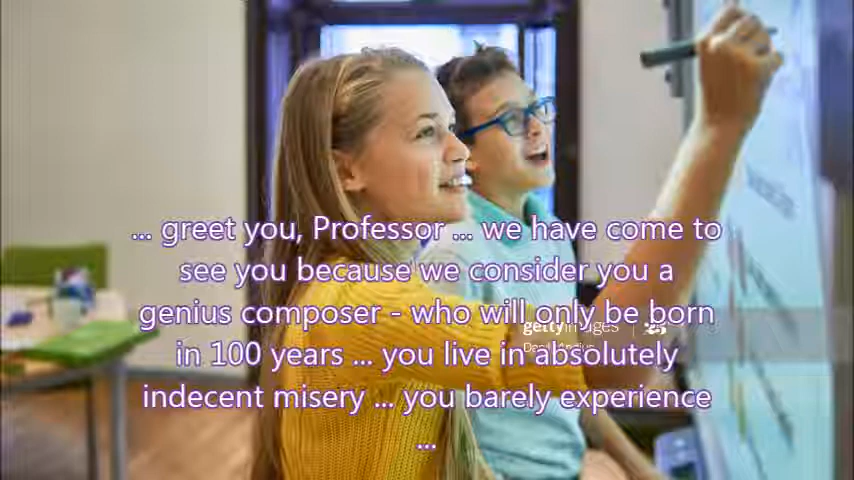 ... greet you, Professor ... we have come to
see you because we consider you a
genius composer - who will only be born
in 100 years ... you live in absolutely
indecent misery ... you barely experience
...
gettyimages